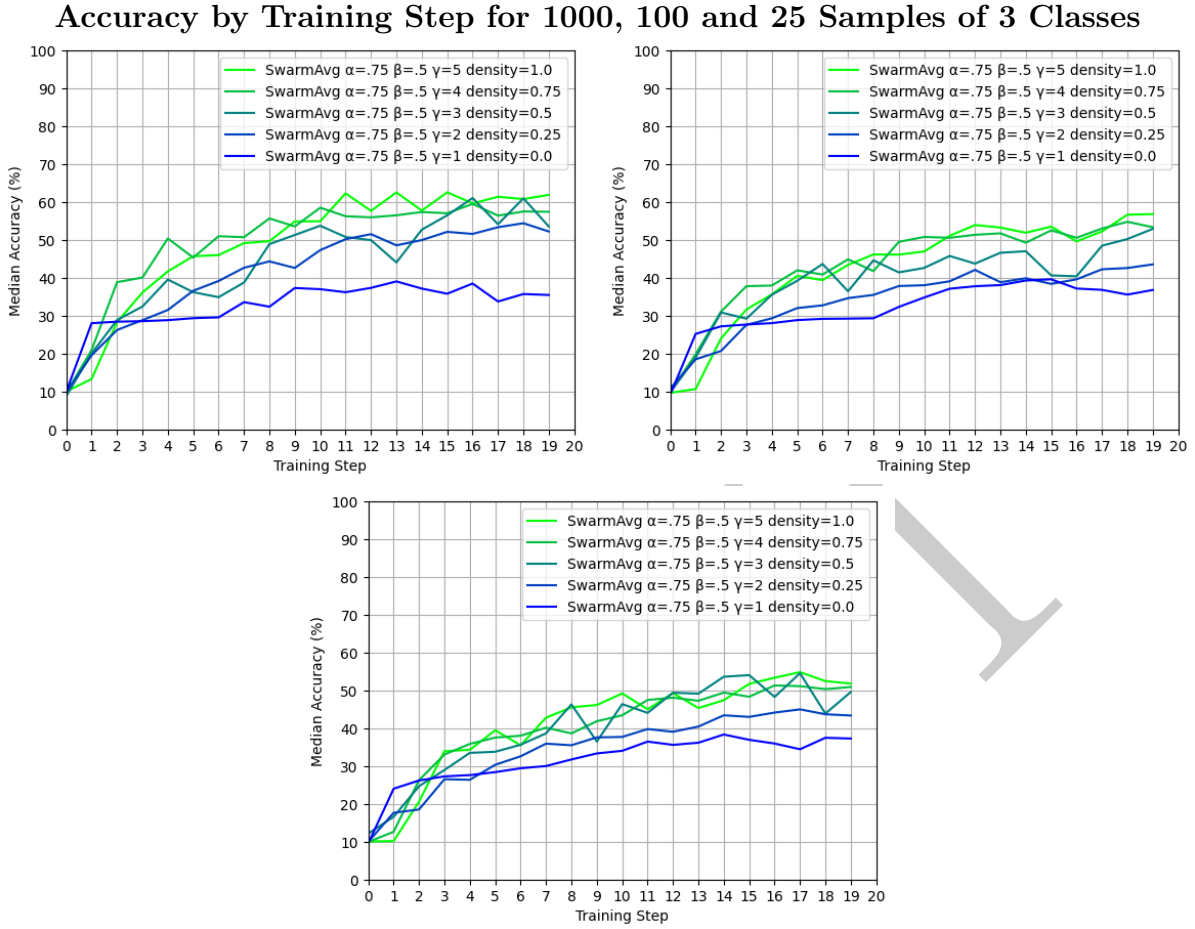 Accuracy by Training Step for 1000, 100 and 25 Samples of 3 Classes
100
90
80
70
60
50
40
30
20
10
0
Median Accuracy (%)
SwarmAvg α=.75 β=.5 γ=5 density=1.0
SwarmAvg α=.75 β=.5 γ=4 density=0.75
SwarmAvg α=.75 β=.5 γ=3 density=0.5
SwarmAvg α=.75 β=.5 γ=2 density=0.25
SwarmAvg α=.75 β=.5 γ=1 density=0.0
0 1 2 3 4 5 6 7 8 9 10 11 12 13 14 15 16 17 18 19 20
Training Step
100
90
80
70
60
50
40
30
20
10
0
Median Accuracy (%)
SwarmAvg α=.75 β=.5 γ=5 density=1.0
SwarmAvg α=.75 β=.5 γ=4 density=0.75
SwarmAvg α=.75 β=.5 γ=3 density=0.5
SwarmAvg α=.75 β=.5 γ=2 density=0.25
SwarmAvg α=.75 β=.5 γ=1 density=0.0
0 1 2 3 4 5 6 7 8 9 10 11 12 13 14 15 16 17 18 19 20
Training Step
100
90
80
70
60
50
40
30
20
10
0
Median Accuracy (%)
SwarmAvg α=.75 β=.5 γ=5 density=1.0
SwarmAvg α=.75 β=.5 γ=4 density=0.75
SwarmAvg α=.75 β=.5 γ=3 density=0.5
SwarmAvg α=.75 β=.5 γ=2 density=0.25
SwarmAvg α=.75 β=.5 γ=1 density=0.0
0 1 2 3 4 5 6 7 8 9 10 11 12 13 14 15 16 17 18 19 20
Training Step